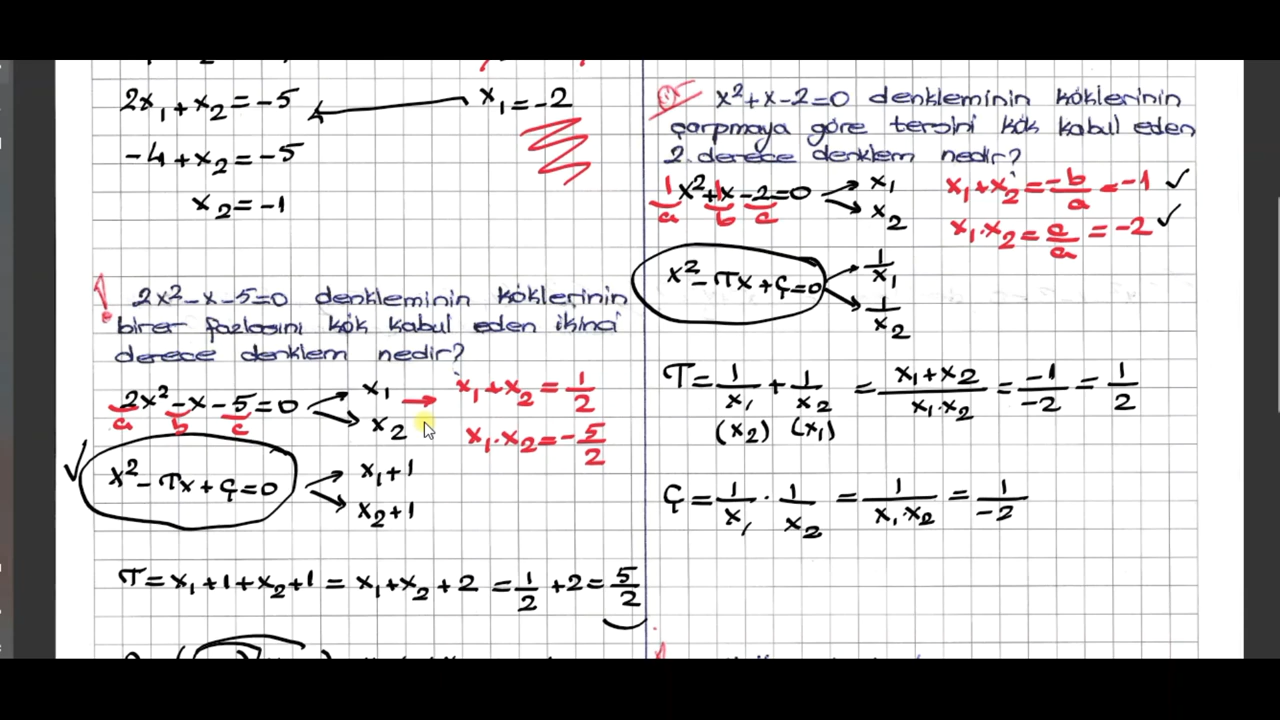 2x₁+x₂=-5
x₁=-2
-4+x₂=-5
x₂=-1
! 2x²-x-5=0 denkleminin köklerinin
birer fazlasını kök kabul eden ikinci
derece denklem nedir?
2x²-x-5=0 x₁ x₁+x₂=1/2
a b c x₂ x₁.x₂=-5/2
x²-Tx+Ç=0 x₁+1
x₂+1
T=x₁+1+x₂+1=x₁+x₂+2=1/2+2=5/2
x²+x-2=0 denkleminin köklerinin
çarpmaya göre tersini kök kabul eden
2. derece denklem nedir?
1x²+1x-2=0 x₁ x₁+x₂=-b/a=-1 ✓
a b c x₂ x₁.x₂=c/a=-2 ✓
x²-Tx+Ç=0 1/x₁
1/x₂
T=1/x₁+1/x₂=x₁+x₂/x₁.x₂=-1/-2=1/2
(x₂) (x₁)
Ç=1/x₁.1/x₂=1/x₁.x₂=1/-2